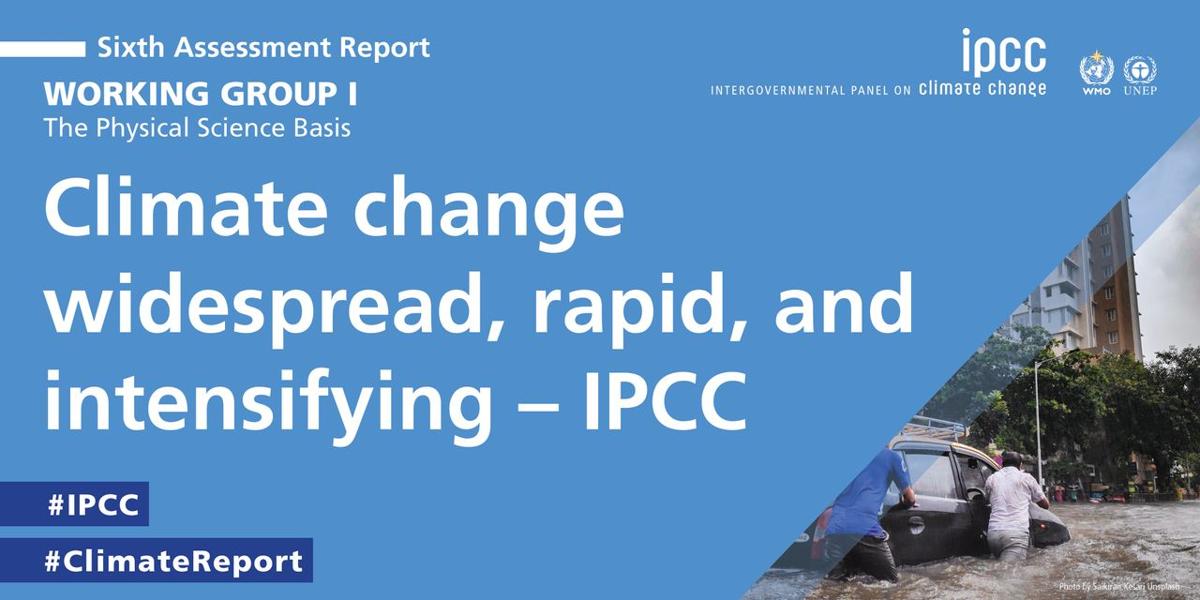 Sixth Assessment Report
WORKING GROUP I
The Physical Science Basis
ipcc
INTERGOVERNMENTAL PANEL ON climate change
WMO
UNEP
Climate change
widespread, rapid, and
intensifying – IPCC
#IPCC
#ClimateReport
Photo by Saikiran Kesari Unsplash